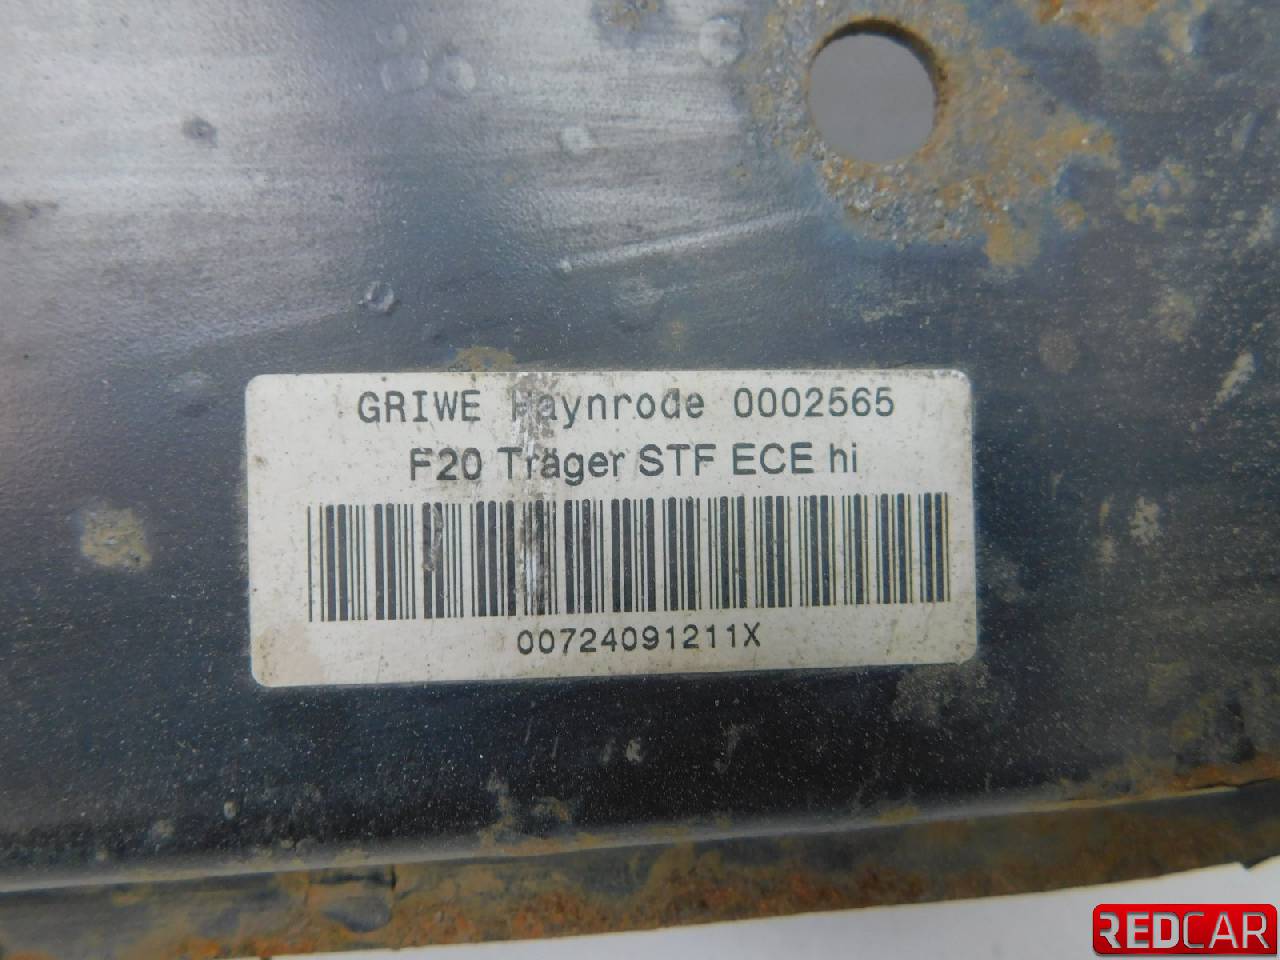 GRIWE Haynrode 0002565
F20 Träger STF ECE hi
00724091211X
REDCAR